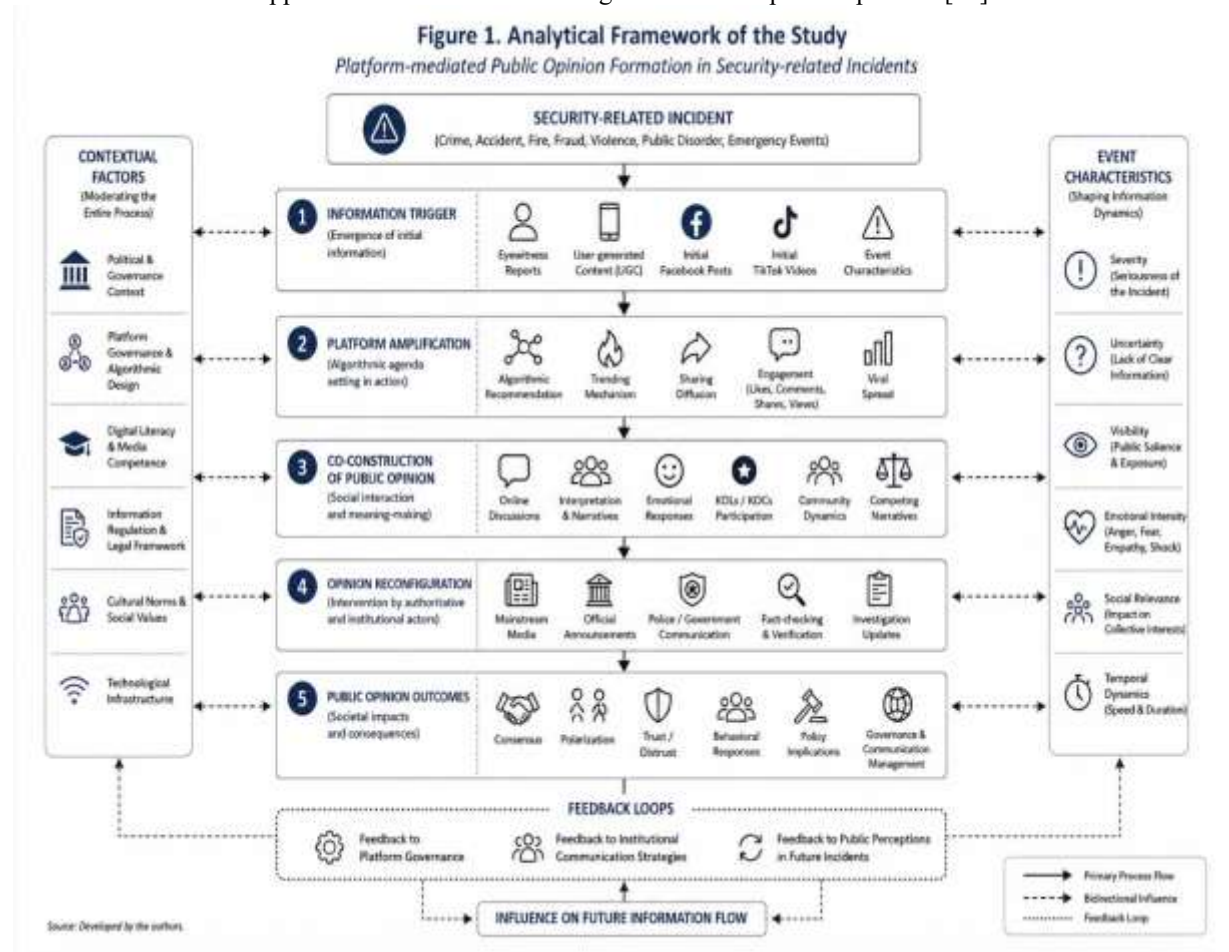 Figure 1. Analytical Framework of the Study
Platform-mediated Public Opinion Formation in Security-related Incidents
SECURITY-RELATED INCIDENT
(Crime, Accident, Fire, Fraud, Violence, Public Disorder, Emergency Events)
CONTEXTUAL
FACTORS
(Moderating the
Entire Process)
Political &
Governance
Context
Platform
Governance &
Algorithmic
Design
Digital Literacy
& Media
Competence
Information
Regulation &
Legal Framework
Cultural Norms &
Social Values
Technological
Infrastructure
1
INFORMATION TRIGGER
(Emergence of initial
information)
Eyewitness
Reports
User-generated
Content (UGC)
Initial
Facebook Posts
Initial
TikTok Videos
Event
Characteristics
2
PLATFORM AMPLIFICATION
(Algorithmic agenda
setting in action)
Algorithmic
Recommendation
Trending
Mechanism
Sharing
Diffusion
Engagement
(Likes, Comments,
Shares, Views)
Viral
Spread
3
CO-CONSTRUCTION
OF PUBLIC OPINION
(Social interaction
and meaning-making)
Online
Discussions
Interpretation
& Narratives
Emotional
Responses
KOLs / KOCs
Participation
Community
Dynamics
Competing
Narratives
4
OPINION RECONFIGURATION
(Intervention by authoritative
and institutional actors)
Mainstream
Media
Official
Announcements
Police / Government
Communication
Fact-checking
& Verification
Investigation
Updates
5
PUBLIC OPINION OUTCOMES
(Societal impacts
and consequences)
Consensus
Polarization
Trust /
Distrust
Behavioral
Responses
Policy
Implications
Governance &
Communication
Management
EVENT
CHARACTERISTICS
(Shaping Information
Dynamics)
Severity
(Seriousness of
the Incident)
Uncertainty
(Lack of Clear
Information)
Visibility
(Public Salience
& Exposure)
Emotional Intensity
(Anger, Fear,
Empathy, Shock)
Social Relevance
(Impact on
Collective Interests)
Temporal
Dynamics
(Speed & Duration)
FEEDBACK LOOPS
Feedback to
Platform Governance
Feedback to Institutional
Communication Strategies
Feedback to Public Perceptions
in Future Incidents
INFLUENCE ON FUTURE INFORMATION FLOW
Primary Process Flow
Bidirectional Influence
Feedback Loop
Source: Developed by the authors.